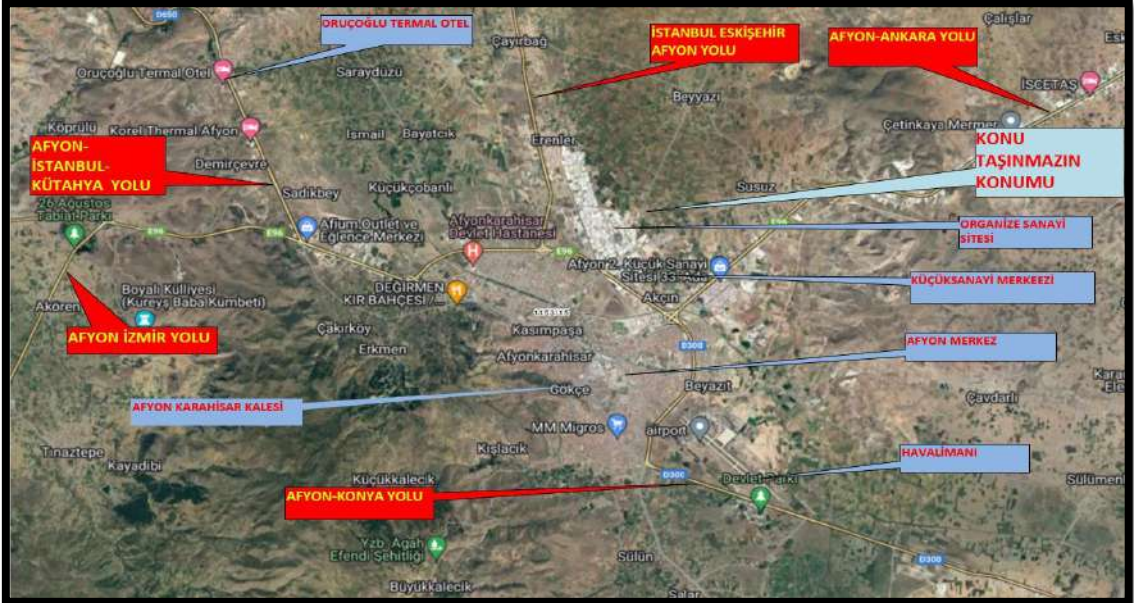 D650
ORUÇOĞLU TERMAL OTEL
Çayırbağ
İSTANBUL ESKİŞEHİR
AFYON YOLU
AFYON-ANKARA YOLU
Çalışlar
Oruçoğlu Termal Otel
Saraydüzü
Beyyazı
İSCETAŞ
Köprülü
Korel Thermal Afyon
İsmail
Bayatcık
Erenler
Çetinkaya Mermer
AFYON-
İSTANBUL-
KÜTAHYA YOLU
Demirçevre
KONU
TAŞINMAZIN
KONUMU
Sadıkbey
Küçükçobanlı
Susuz
26 Ağustos
Tabiat Parkı
E96
E96
Afium Outlet ve
Eğlence Merkezi
Afyonkarahisar
Devlet Hastanesi
E96
E96
ORGANİZE SANAYİ
SİTESİ
Afyon 2. Küçük Sanayi
Sitesi 33. Ada
KÜÇÜKSANAYİ MERKEEZİ
Akören
Boyalı Külliyesi
(Kureyş Baba Kümbeti)
DEĞİRMEN
KIR BAHÇESİ /...
Akçın
AFYON İZMİR YOLU
Çakırköy
Erkmen
Kasımpaşa
Afyonkarahisar
D300
AFYON MERKEZ
AFYON KARAHİSAR KALESİ
Gökçe
Beyazıt
Çavdarlı
MM Migros
airport
Tınaztepe
Kayadibi
Kışlacık
HAVALİMANI
Küçükkalecik
AFYON-KONYA YOLU
D300
Devlet Parkı
Yzb. Agah
Efendi Şehitliği
Sülün
D300
Büyükkalecik
Salar